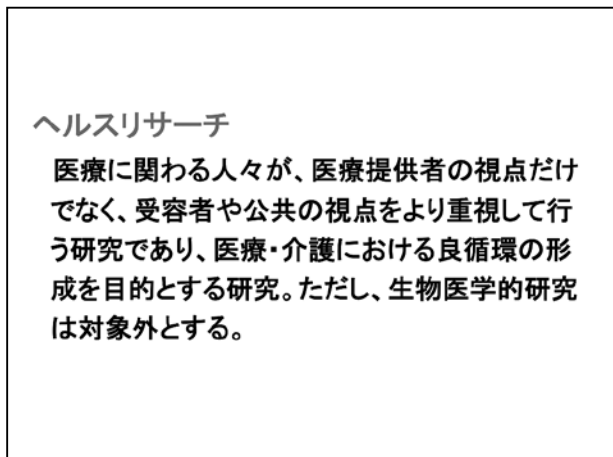 ヘルスリサーチ
医療に関わる人々が、医療提供者の視点だけ
でなく、受容者や公共の視点をより重視して行
う研究であり、医療・介護における良循環の形
成を目的とする研究。ただし、生物医学的研究
は対象外とする。